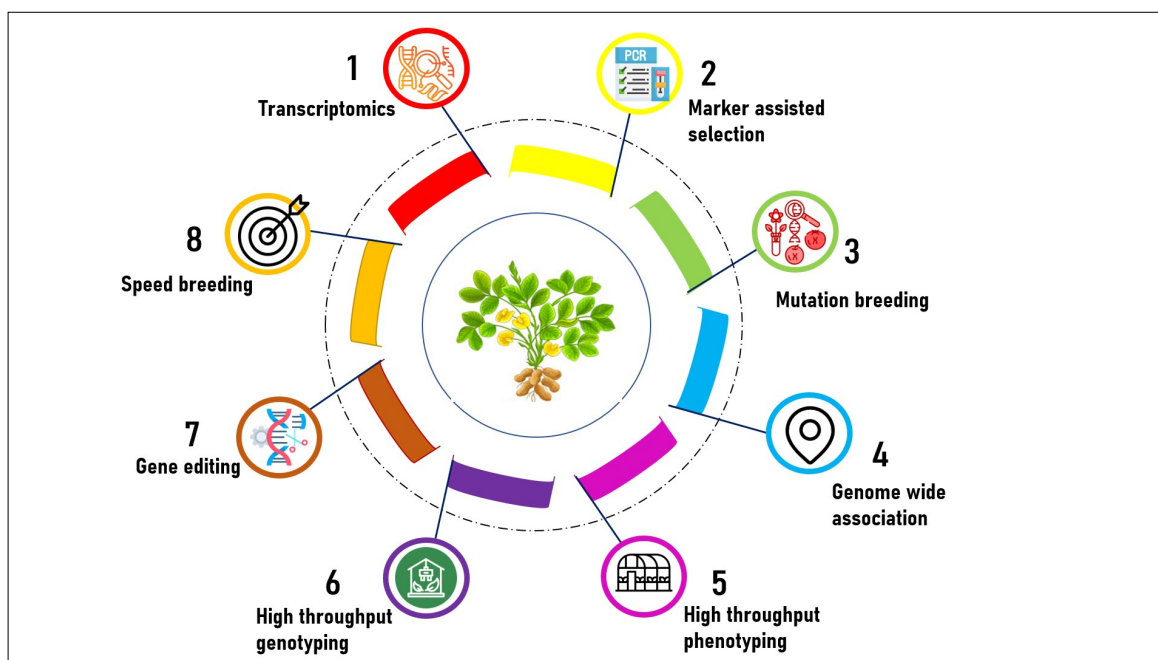 1
Transcriptomics
PCR
2
Marker assisted
selection
3
Mutation breeding
4
Genome wide
association
5
High throughput
phenotyping
6
High throughput
genotyping
7
Gene editing
8
Speed breeding